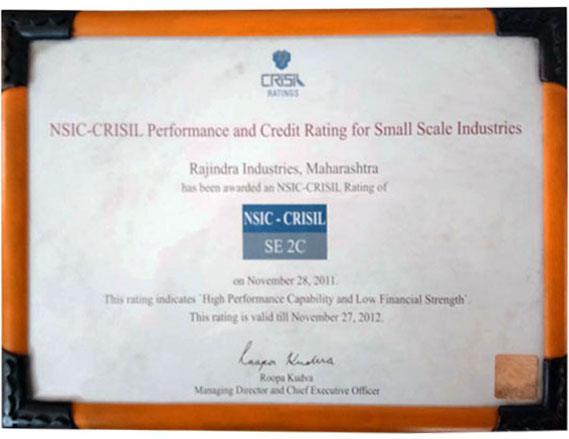 CRISIL
RATINGS
NSIC-CRISIL Performance and Credit Rating for Small Scale Industries
Rajindra Industries, Maharashtra
has been awarded an NSIC-CRISIL Rating of
NSIC - CRISIL
SE 2C
on November 28, 2011.
This rating indicates 'High Performance Capability and Low Financial Strength'.
This rating is valid till November 27, 2012.
Roopa Kudva
Roopa Kudva
Managing Director and Chief Executive Officer